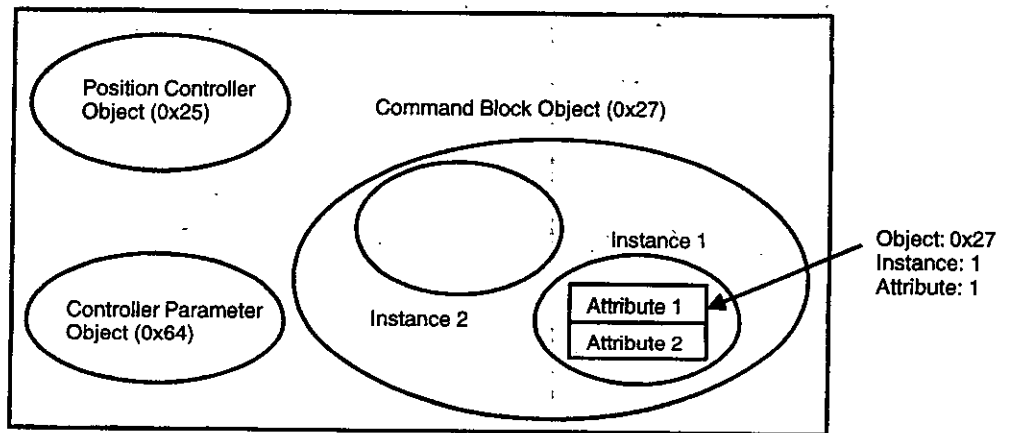 Position Controller
Object (0x25)
Command Block Object (0x27)
Instance 1
Object: 0x27
Instance: 1
Attribute: 1
Controller Parameter
Object (0x64)
Instance 2
Attribute 1
Attribute 2